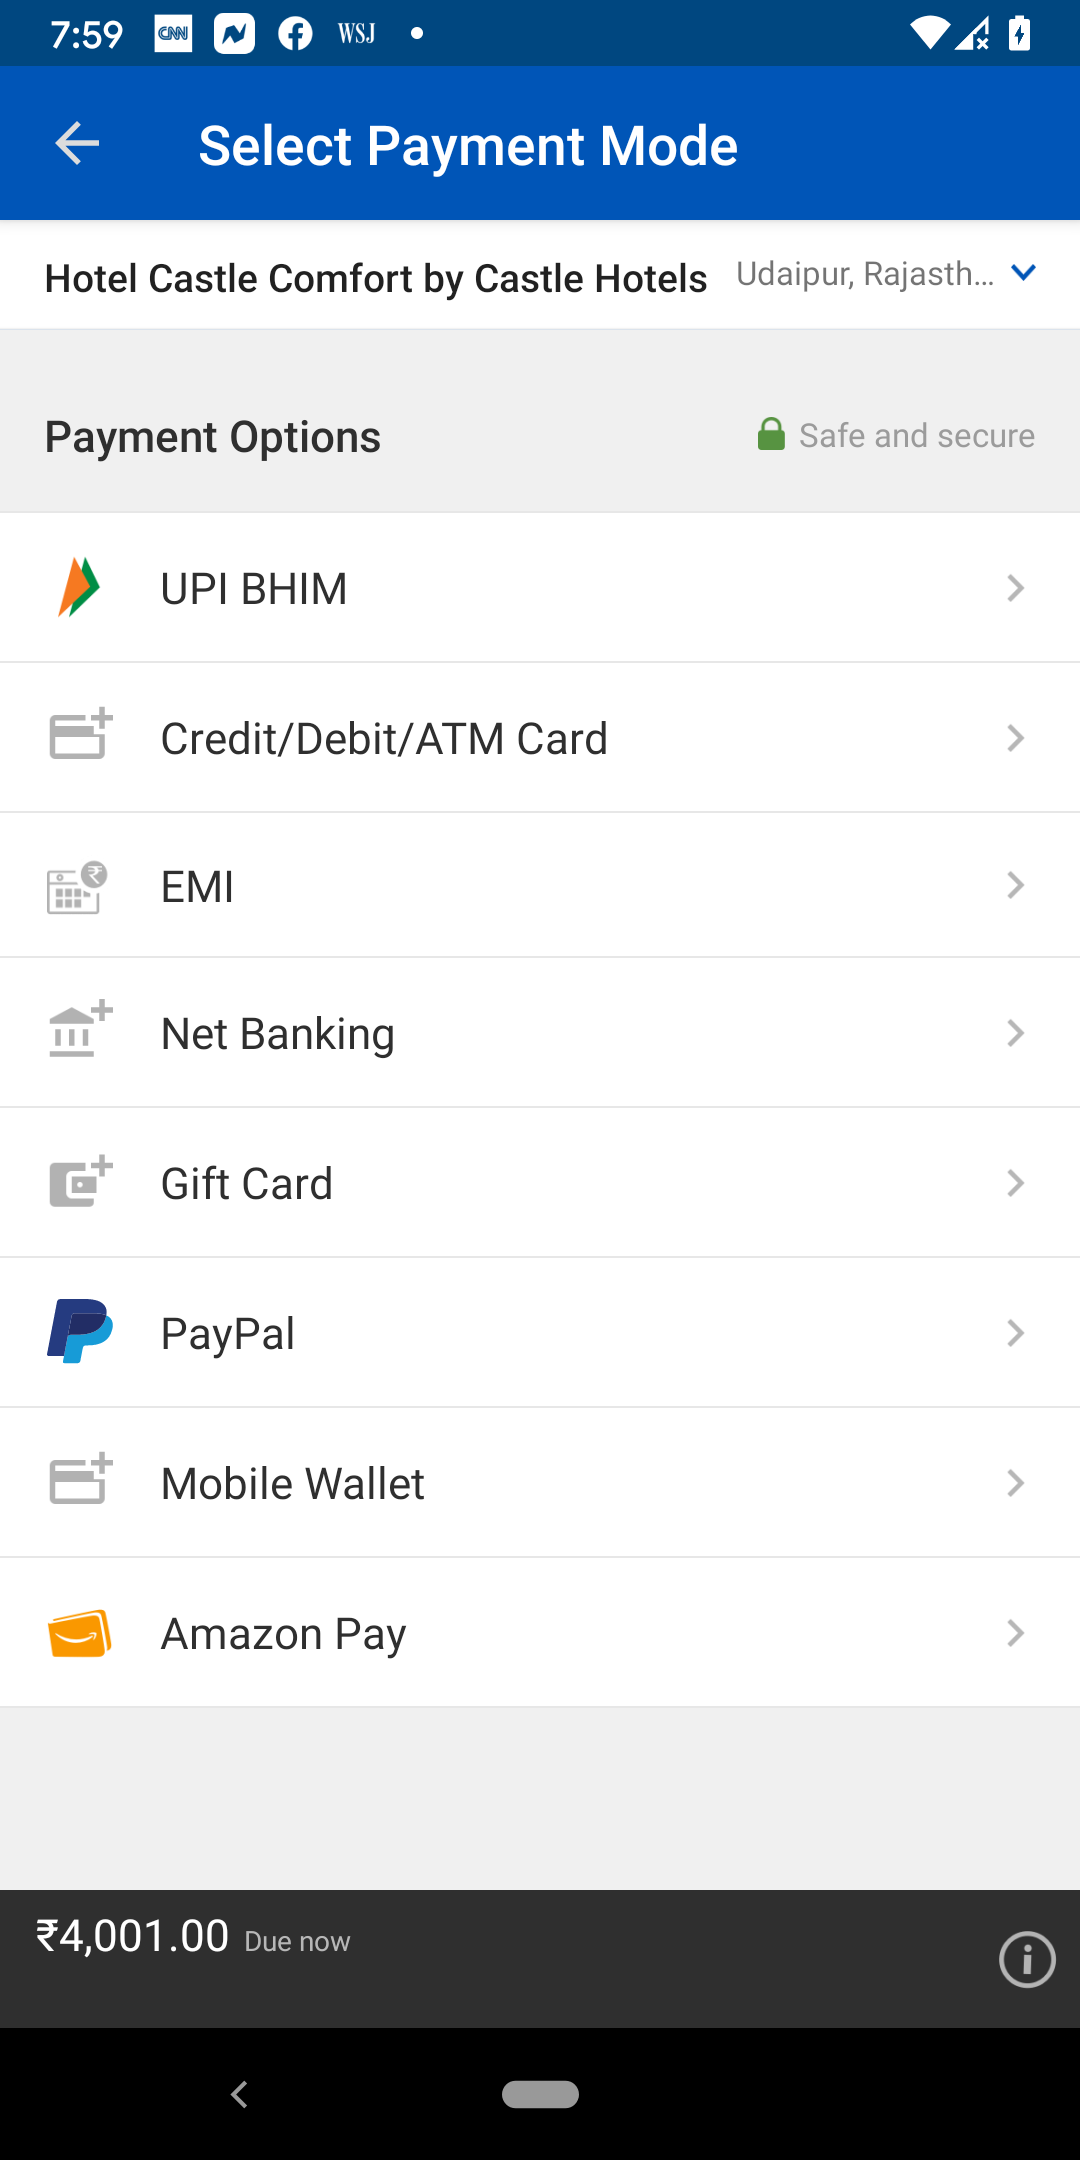 7:59 CNN WSJ
Select Payment Mode
Hotel Castle Comfort by Castle Hotels Udaipur, Rajasth...
Payment Options Safe and secure
UPI BHIM
Credit/Debit/ATM Card
₹
EMI
Net Banking
Gift Card
PayPal
Mobile Wallet
Amazon Pay
₹4,001.00 Due now